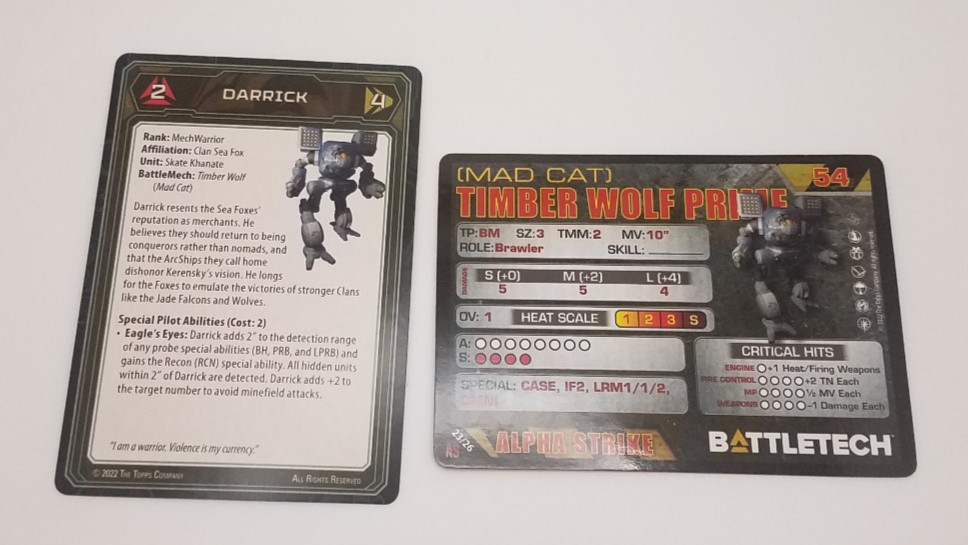 2
DARRICK
4
Rank: MechWarrior
Affiliation: Clan Sea Fox
Unit: Skate Khanate
BattleMech: Timber Wolf
(Mad Cat)
Darrick resents the Sea Foxes'
reputation as merchants. He
believes they should return to being
conquerors rather than nomads, and
that the ArcShips they call home
dishonor Kerensky's vision. He longs
for the Foxes to emulate the victories of stronger Clans
like the Jade Falcons and Wolves.
Special Pilot Abilities (Cost: 2)
• Eagle's Eyes: Darrick adds 2" to the detection range
of any probe special abilities (BH, PRB, and LPRB) and
gains the Recon (RCN) special ability. All hidden units
within 2" of Darrick are detected. Darrick adds +2 to
the target number to avoid minefield attacks.
"I am a warrior. Violence is my currency."
© 2022 The Topps Company
All Rights Reserved
(MAD CAT)
54
TIMBER WOLF PRIME
TP:BM SZ:3 TMM:2 MV:10"
ROLE:Brawler SKILL:
DAMAGE
S (+0) M (+2) L (+4)
5 5 4
OV: 1 HEAT SCALE 1 2 3 S
A:
S:
SPECIAL: CASE, IF2, LRM1/1/2,
CRITICAL HITS
ENGINE +1 Heat/Firing Weapons
FIRE CONTROL +2 TN Each
MP ½ MV Each
WEAPONS -1 Damage Each
23/26
AS
ALPHA STRIKE
BATTLETECH